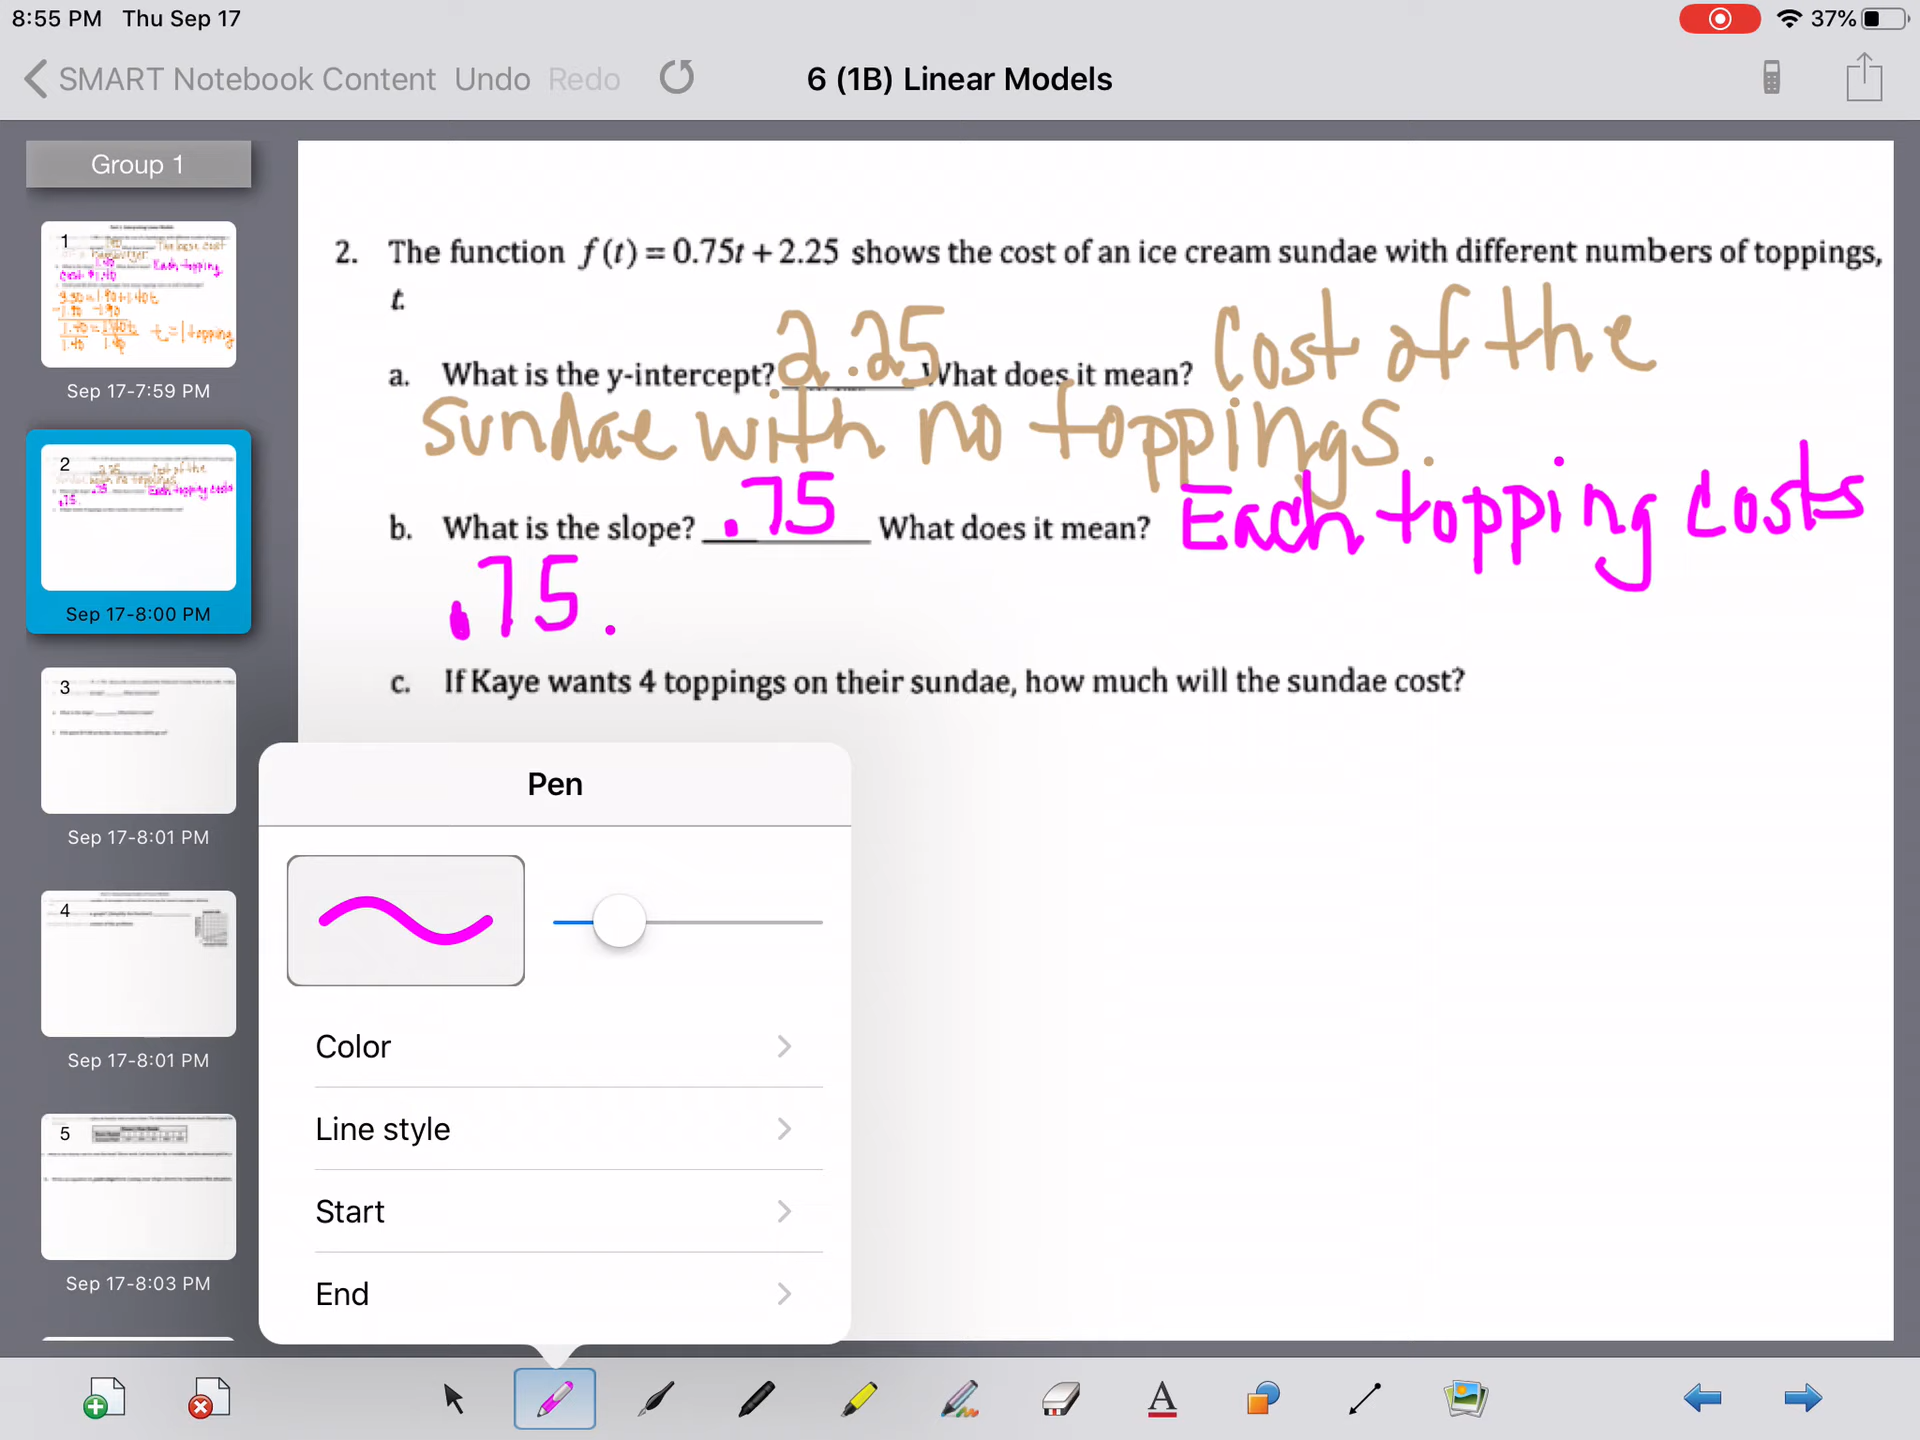 8:55 PM Thu Sep 17
37%
SMART Notebook Content Undo Redo
6 (1B) Linear Models
Group 1
1
Sep 17-7:59 PM
2
Sep 17-8:00 PM
3
Sep 17-8:01 PM
4
Sep 17-8:01 PM
5
Sep 17-8:03 PM
2. The function f(t) = 0.75t + 2.25 shows the cost of an ice cream sundae with different numbers of toppings,
t.
a. What is the y-intercept? 2.25 What does it mean? Cost of the
sundae with no toppings.
b. What is the slope? .75 What does it mean? Each topping costs
.75.
c. If Kaye wants 4 toppings on their sundae, how much will the sundae cost?
Pen
Color
Line style
Start
End
A